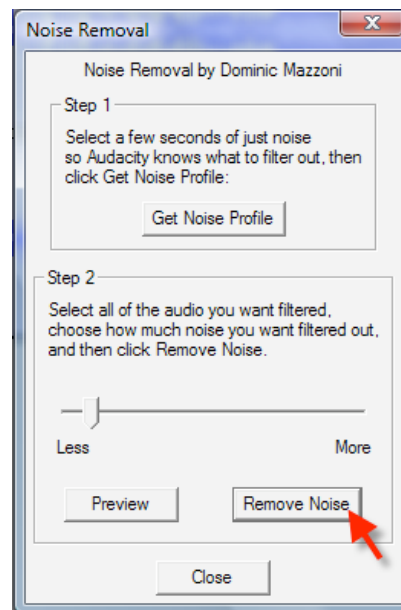 Noise Removal
Noise Removal by Dominic Mazzoni
Step 1
Select a few seconds of just noise
so Audacity knows what to filter out, then
click Get Noise Profile:
Get Noise Profile
Step 2
Select all of the audio you want filtered,
choose how much noise you want filtered out,
and then click Remove Noise.
Less More
Preview Remove Noise
Close